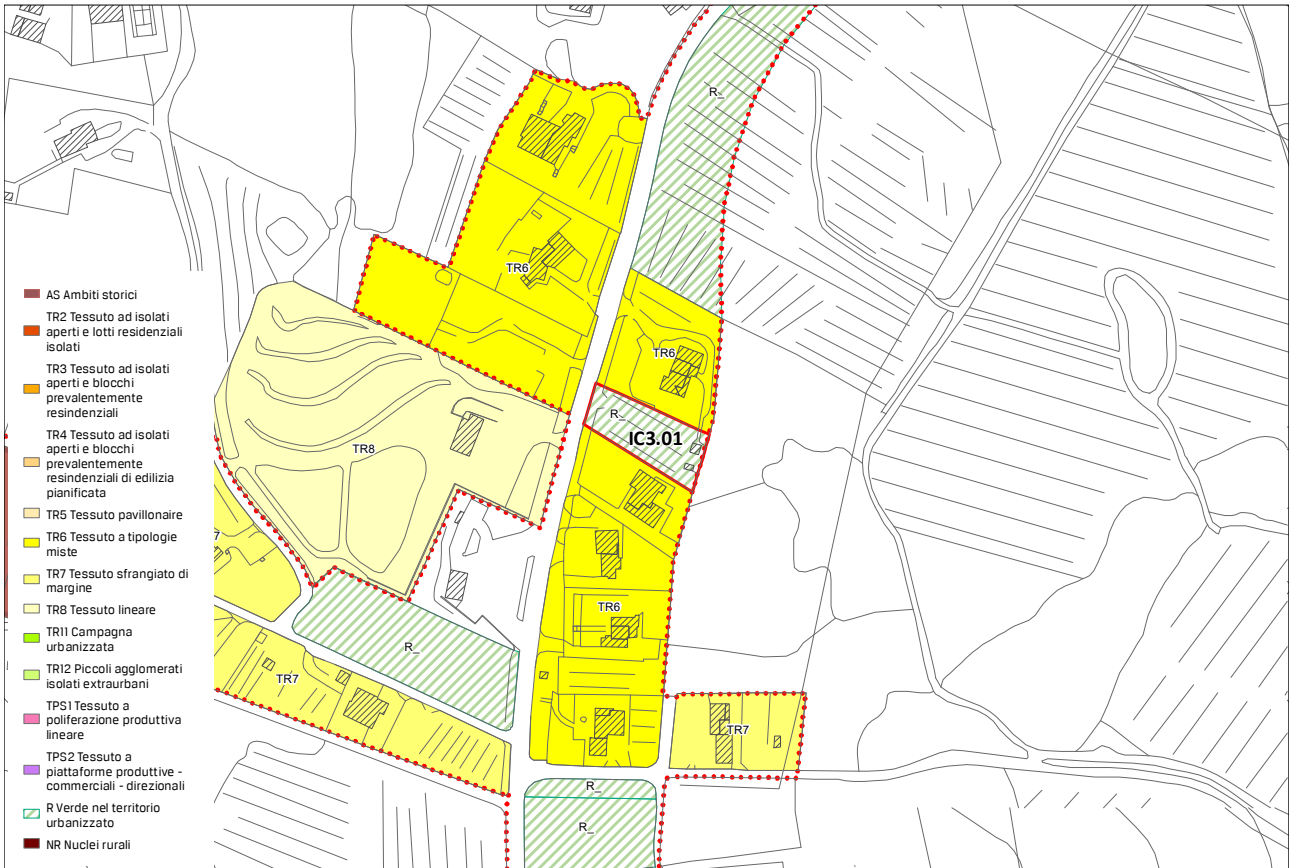 R_
TR6
TR6
R_
IC3.01
TR8
7
TR6
R_
TR7
TR7
R_
R_
AS Ambiti storici
TR2 Tessuto ad isolati
aperti e lotti residenziali
isolati
TR3 Tessuto ad isolati
aperti e blocchi
prevalentemente
resindenziali
TR4 Tessuto ad isolati
aperti e blocchi
prevalentemente
residenziali di edilizia
pianificata
TR5 Tessuto pavillonaire
TR6 Tessuto a tipologie
miste
TR7 Tessuto sfrangiato di
margine
TR8 Tessuto lineare
TR11 Campagna
urbanizzata
TR12 Piccoli agglomerati
isolati extraurbani
TPS1 Tessuto a
poliferazione produttiva
lineare
TPS2 Tessuto a
piattaforme produttive -
commerciali - direzionali
R Verde nel territorio
urbanizzato
NR Nuclei rurali